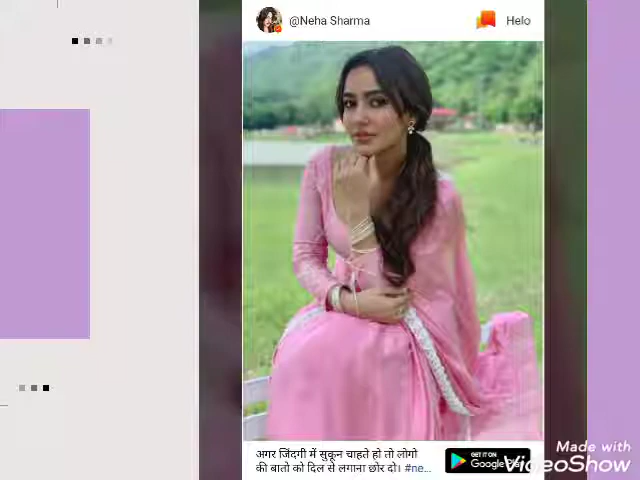 @Neha Sharma
Helo
अगर जिंदगी में सुकून चाहते हो तो लोगो
की बातो को दिल से लगाना छोर दो। #ne...
GET IT ON
Google Play
Made with
VideoShow